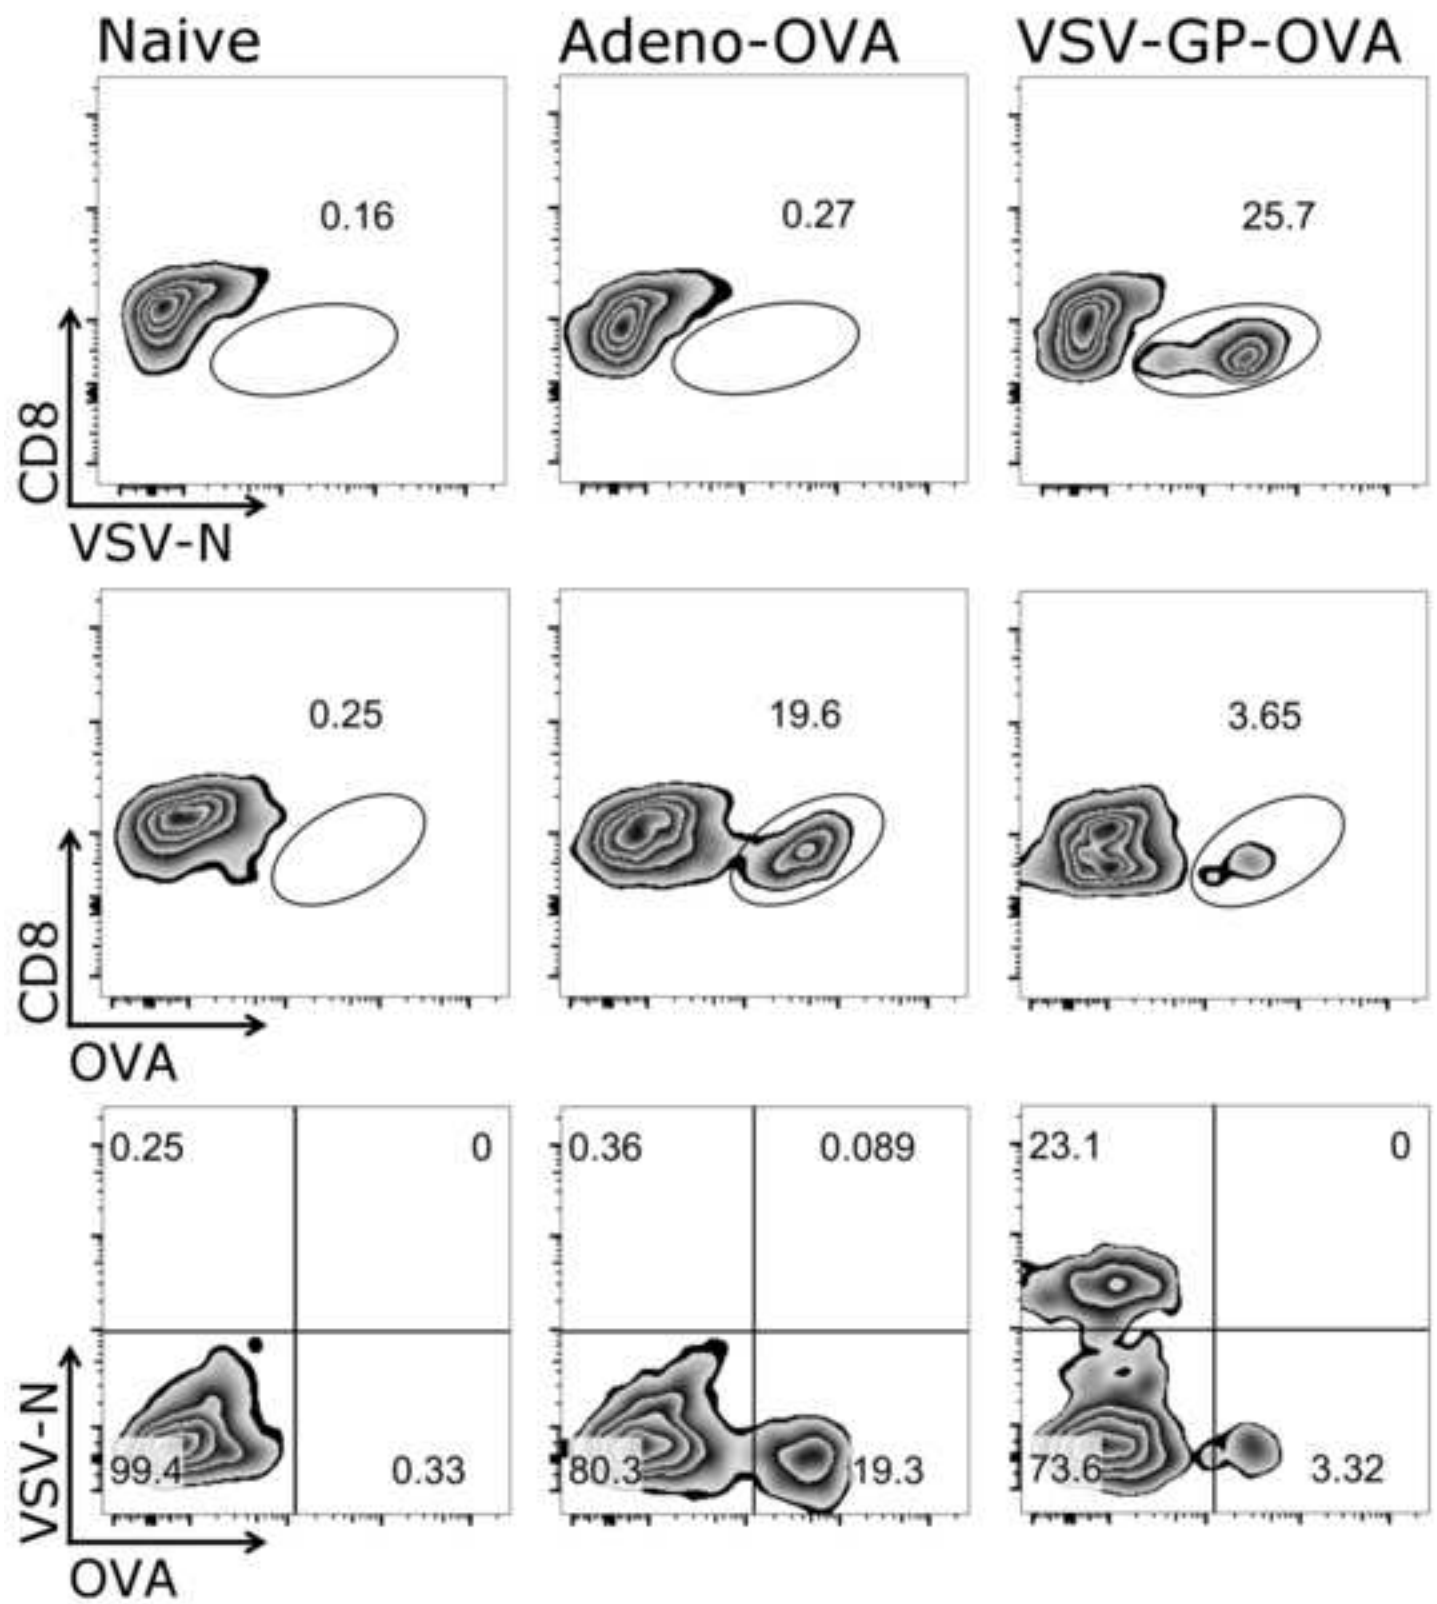 Naive Adeno-OVA VSV-GP-OVA
0.16 0.27 25.7
CD8
VSV-N
0.25 19.6 3.65
CD8
OVA
0.25 0 0.36 0.089 23.1 0
99.4 0.33 80.3 19.3 73.6 3.32
VSV-N
OVA